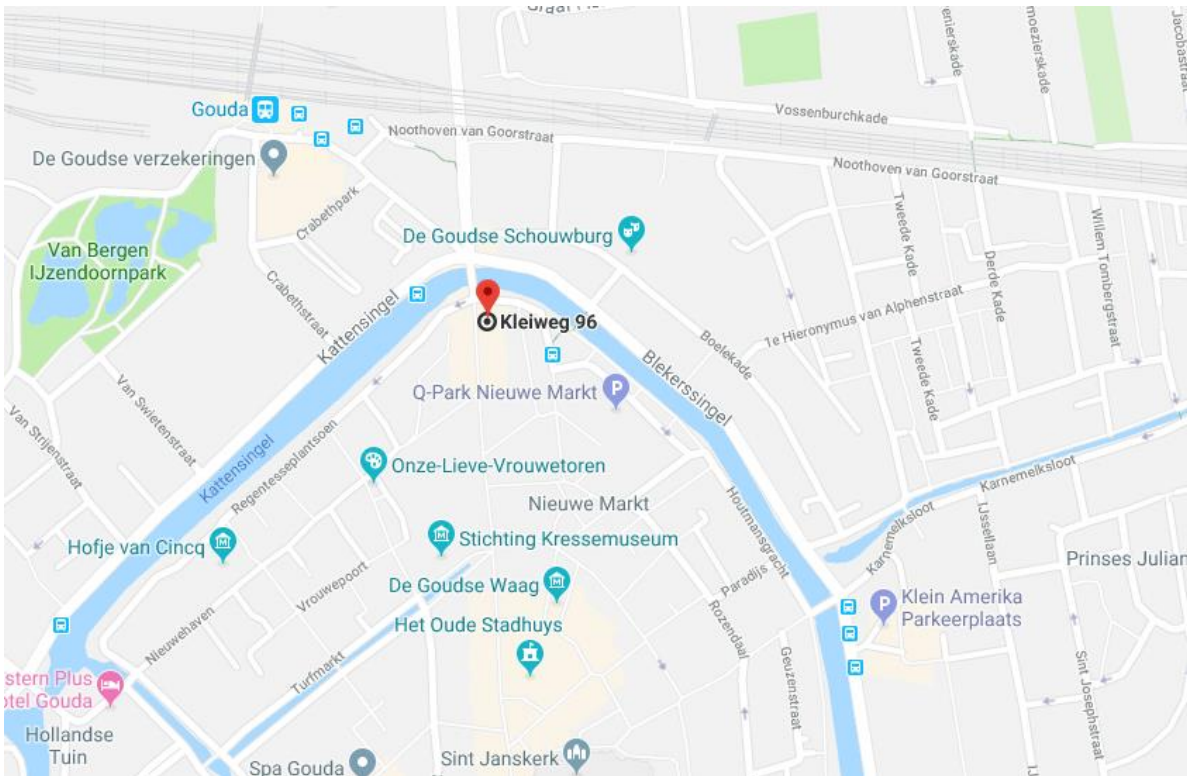 Vossenburchkade
Gouda
Noothoven van Goorstraat
De Goudse verzekeringen
Noothoven van Goorstraat
Crabethpark
Tweede Kade
Willem Tombergstraat
De Goudse Schouwburg
Van Bergen
IJzendoornpark
Derde Kade
Crabethstraat
Kattensingel
1e Hieronymus van Alphenstraat
Kleiweg 96
Boelekade
Blekerssingel
Tweede Kade
Van Swietenstraat
Q-Park Nieuwe Markt
P
Van Strijenstraat
Regentesseplantsoen
Kattensingel
Onze-Lieve-Vrouwetoren
Karnemelksloot
Nieuwe Markt
Houtmansgracht
IJssellaan
Hofje van Cincq
Stichting Kressemuseum
Karnemelksloot
Prinses Julian
De Goudse Waag
Paradijs
Vrouwepoort
Klein Amerika
Parkeerplaats
P
Het Oude Stadhuys
Rozendaal
Nieuwehaven
Geuzenstraat
Turfmarkt
stern Plus
otel Gouda
Sint Josephstraat
Hollandse
Tuin
Sint Janskerk
Spa Gouda